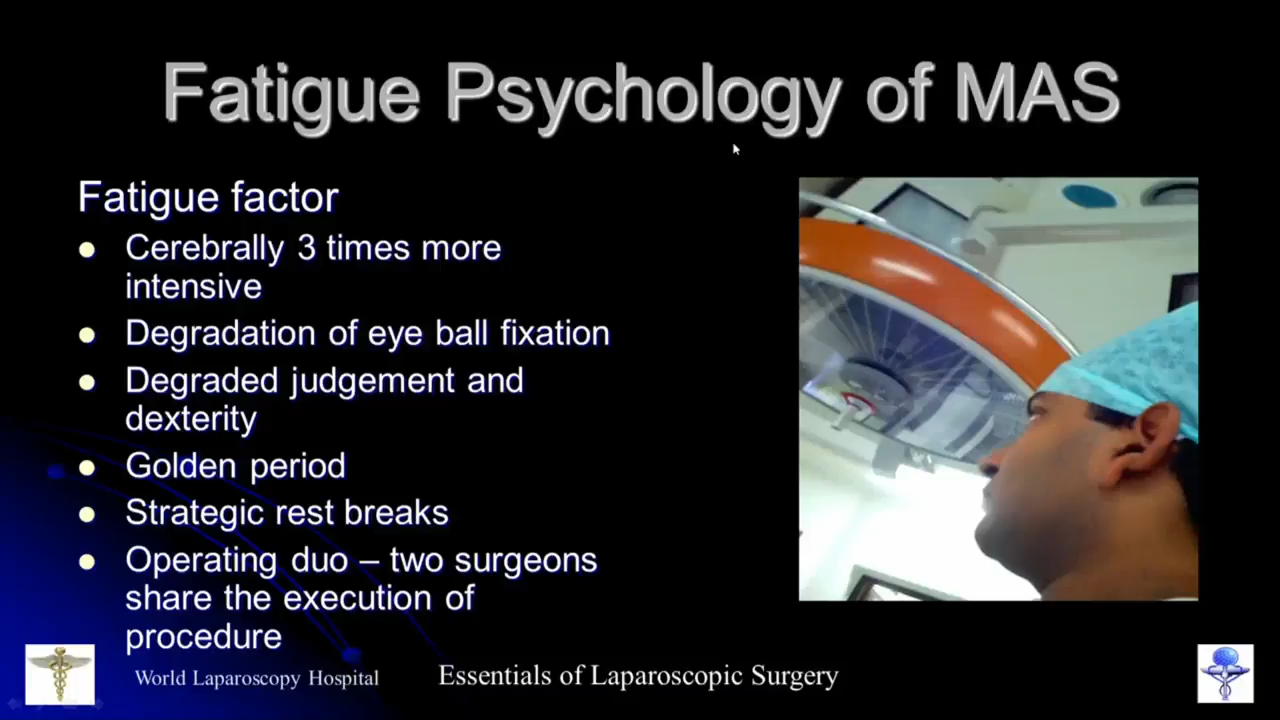 Fatigue Psychology of MAS
Fatigue factor
Cerebrally 3 times more
intensive
Degradation of eye ball fixation
Degraded judgement and
dexterity
Golden period
Strategic rest breaks
Operating duo – two surgeons
share the execution of
procedure
World Laparoscopy Hospital
Essentials of Laparoscopic Surgery